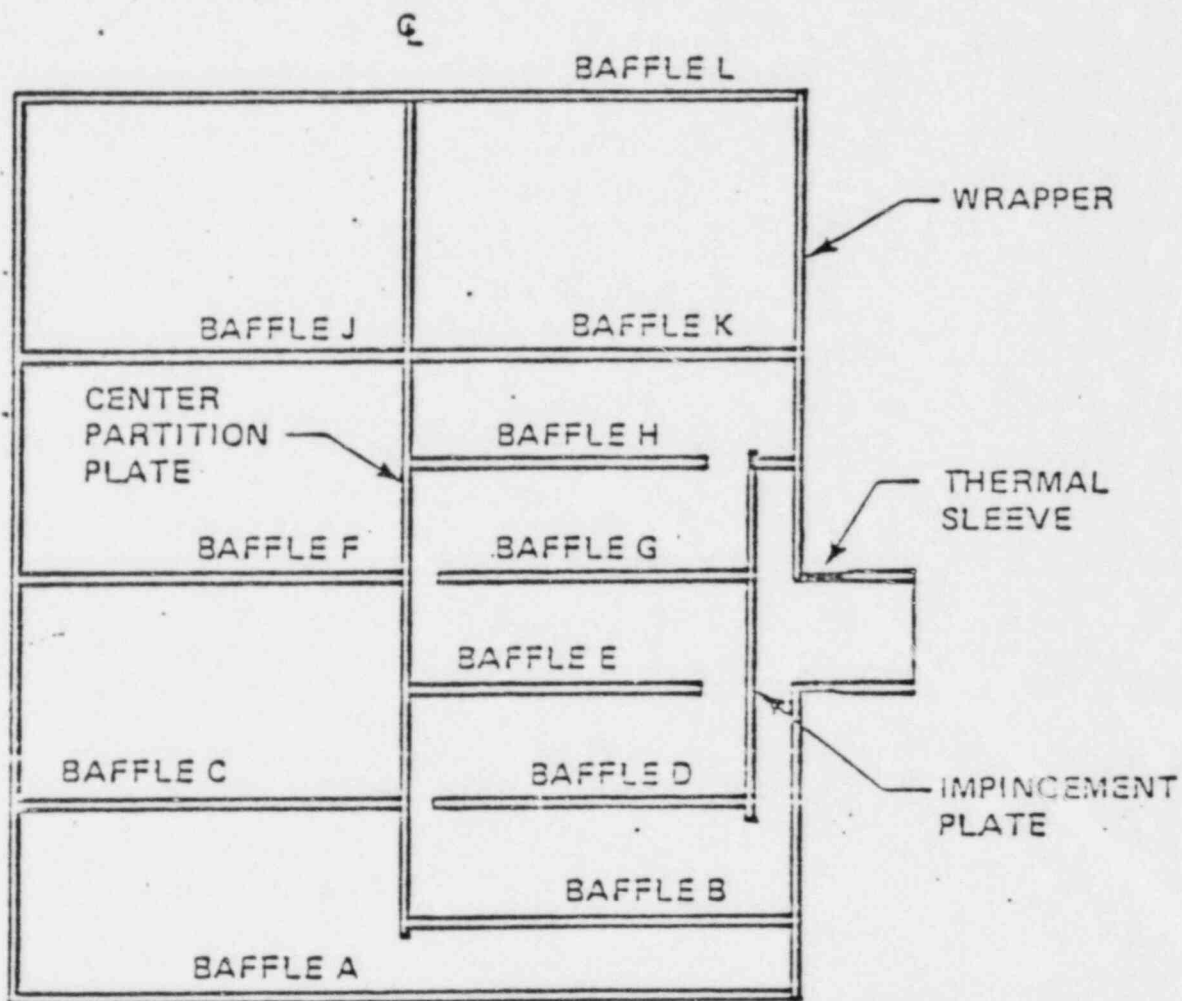 ℄
BAFFLE L
WRAPPER
BAFFLE J
BAFFLE K
CENTER
PARTITION
PLATE
BAFFLE H
THERMAL
SLEEVE
BAFFLE F
BAFFLE G
BAFFLE E
BAFFLE C
BAFFLE D
IMPINGEMENT
PLATE
BAFFLE B
BAFFLE A